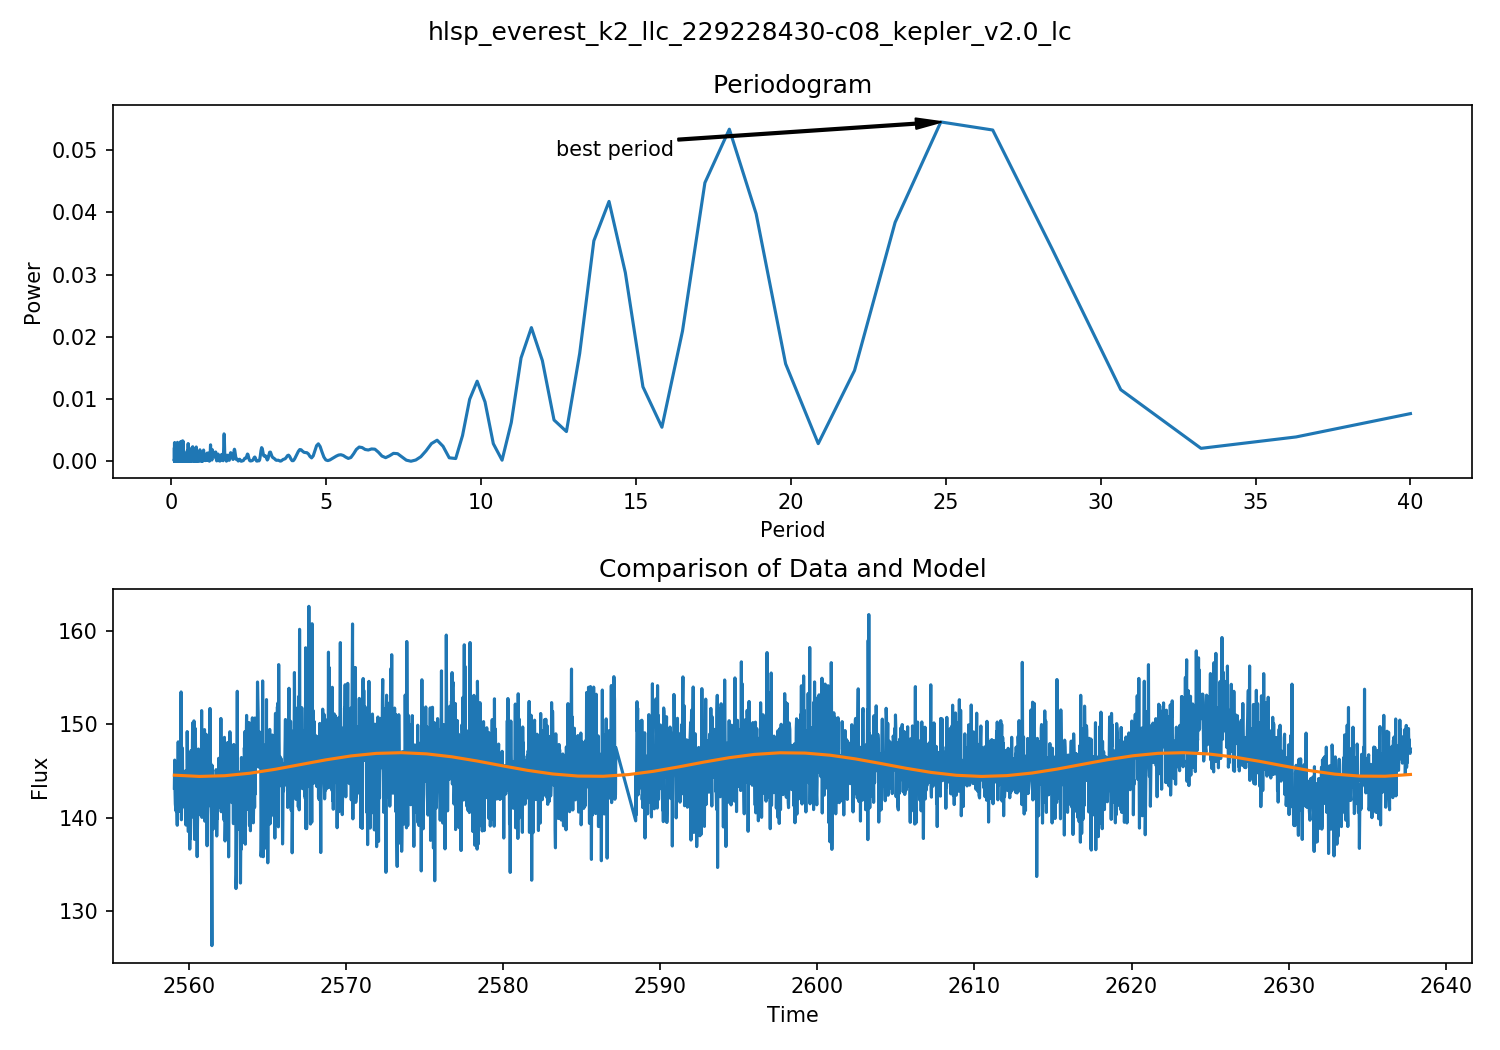 hlsp_everest_k2_llc_229228430-c08_kepler_v2.0_lc
Periodogram
best period
0.05
0.04
0.03
0.02
0.01
0.00
Power
0 5 10 15 20 25 30 35 40
Period
Comparison of Data and Model
160
150
140
130
Flux
2560 2570 2580 2590 2600 2610 2620 2630 2640
Time